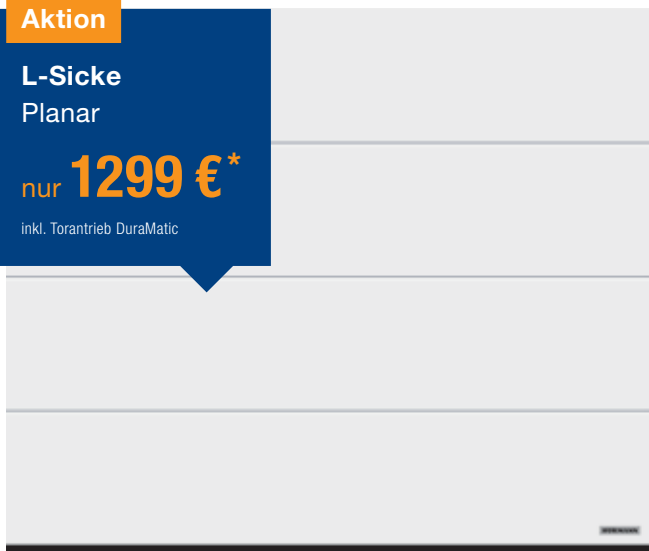 Aktion
L-Sicke
Planar
nur 1299 €*
inkl. Torantrieb DuraMatic